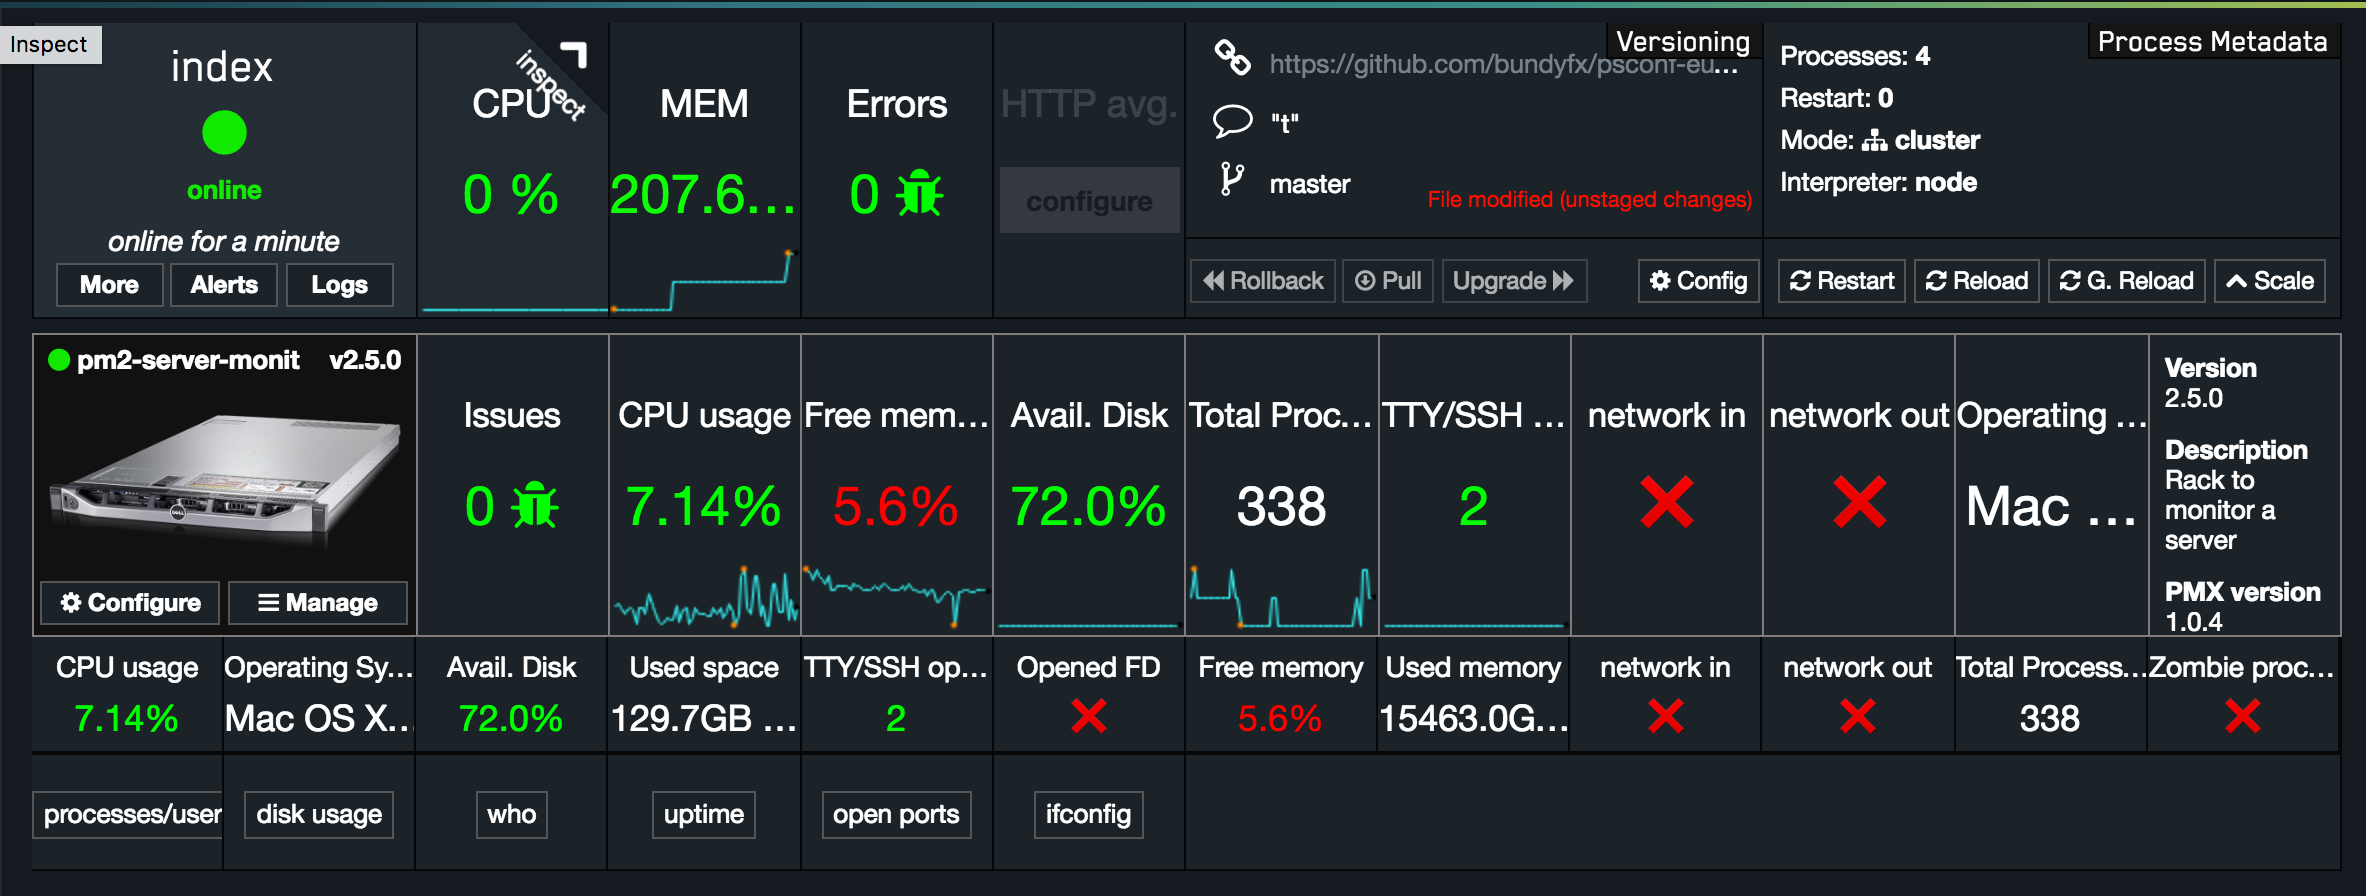 Inspect
index
online
online for a minute
More Alerts Logs
CPU
inspect
0 %
MEM
207.6...
Errors
0
HTTP avg.
configure
Versioning
https://github.com/bundyfx/psconf-eu...
"t"
master
File modified (unstaged changes)
Rollback Pull Upgrade Config
Process Metadata
Processes: 4
Restart: 0
Mode: cluster
Interpreter: node
Restart Reload G. Reload Scale
pm2-server-monit v2.5.0
DELL
Configure Manage
Issues
0
CPU usage
7.14%
Free mem...
5.6%
Avail. Disk
72.0%
Total Proc...
338
TTY/SSH ...
2
network in
network out
Operating ...
Mac ...
Version
2.5.0
Description
Rack to
monitor a
server
PMX version
1.0.4
CPU usage
7.14%
Operating Sy...
Mac OS X...
Avail. Disk
72.0%
Used space
129.7GB ...
TTY/SSH op...
2
Opened FD
Free memory
5.6%
Used memory
15463.0G...
network in
network out
Total Process...
338
Zombie proc...
processes/user
disk usage
who
uptime
open ports
ifconfig